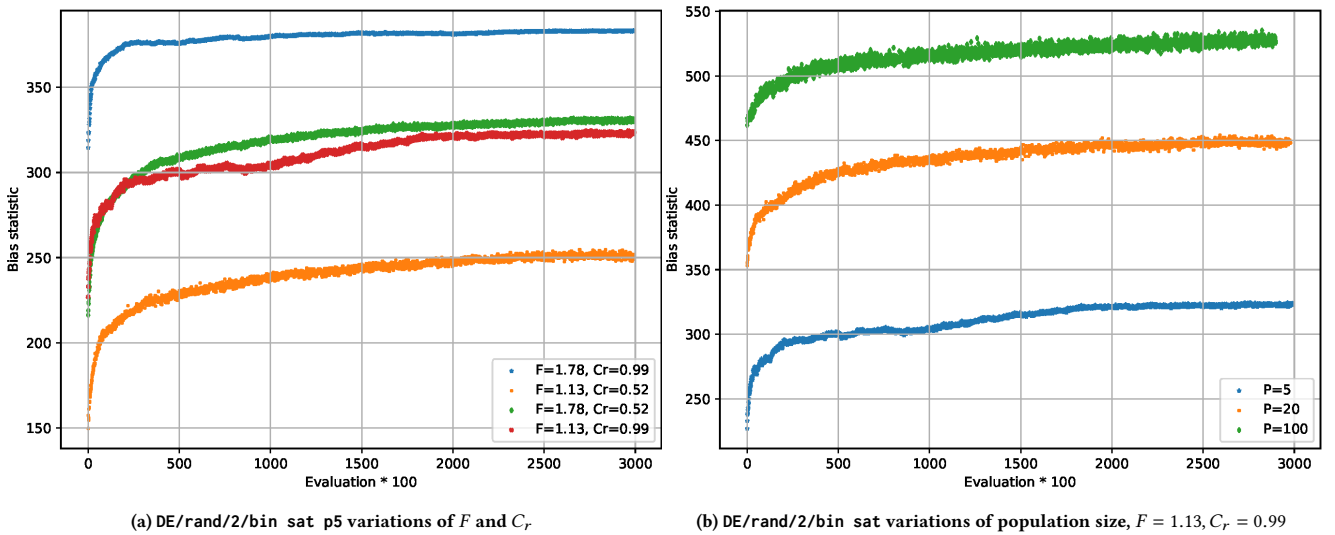 350
300
250
200
150
Bias statistic
0
500
1000
1500
2000
2500
3000
Evaluation * 100
F=1.78, Cr=0.99
F=1.13, Cr=0.52
F=1.78, Cr=0.52
F=1.13, Cr=0.99
(a) DE/rand/2/bin sat p5 variations of F and Cr
550
500
450
400
350
300
250
Bias statistic
0
500
1000
1500
2000
2500
3000
Evaluation * 100
P=5
P=20
P=100
(b) DE/rand/2/bin sat variations of population size, F = 1.13, Cr = 0.99